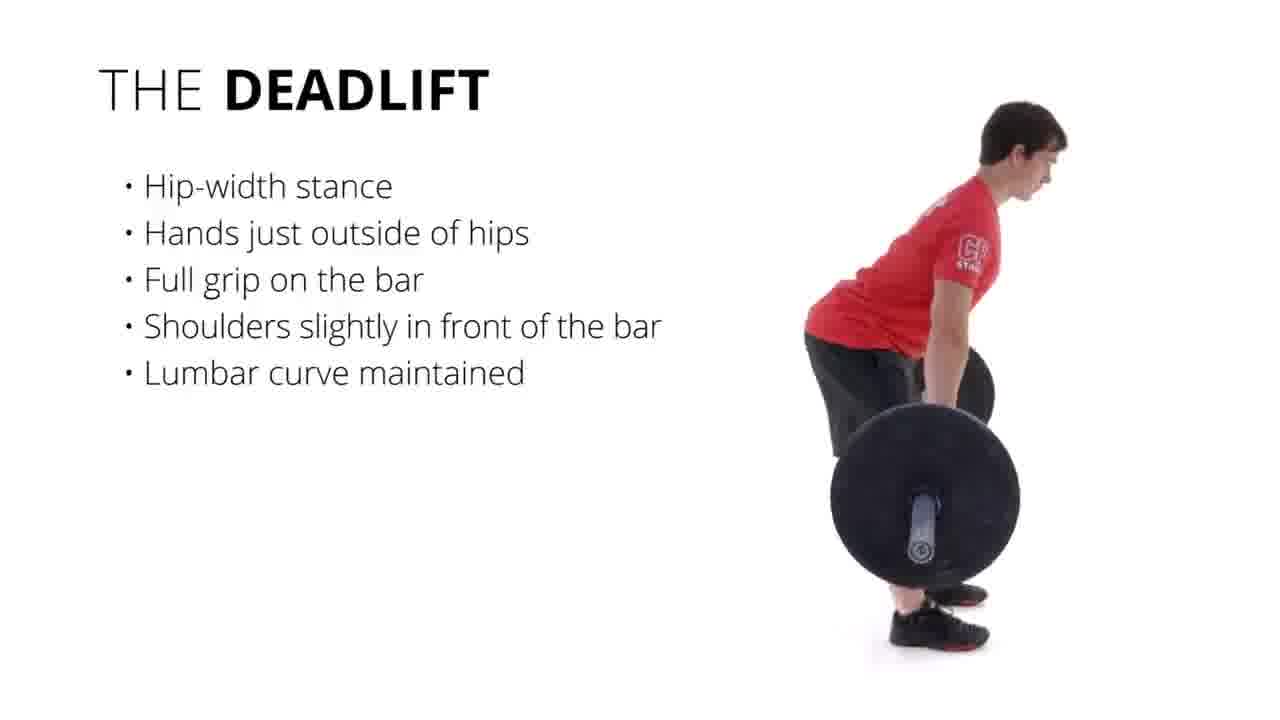 THE DEADLIFT
• Hip-width stance
• Hands just outside of hips
• Full grip on the bar
• Shoulders slightly in front of the bar
• Lumbar curve maintained